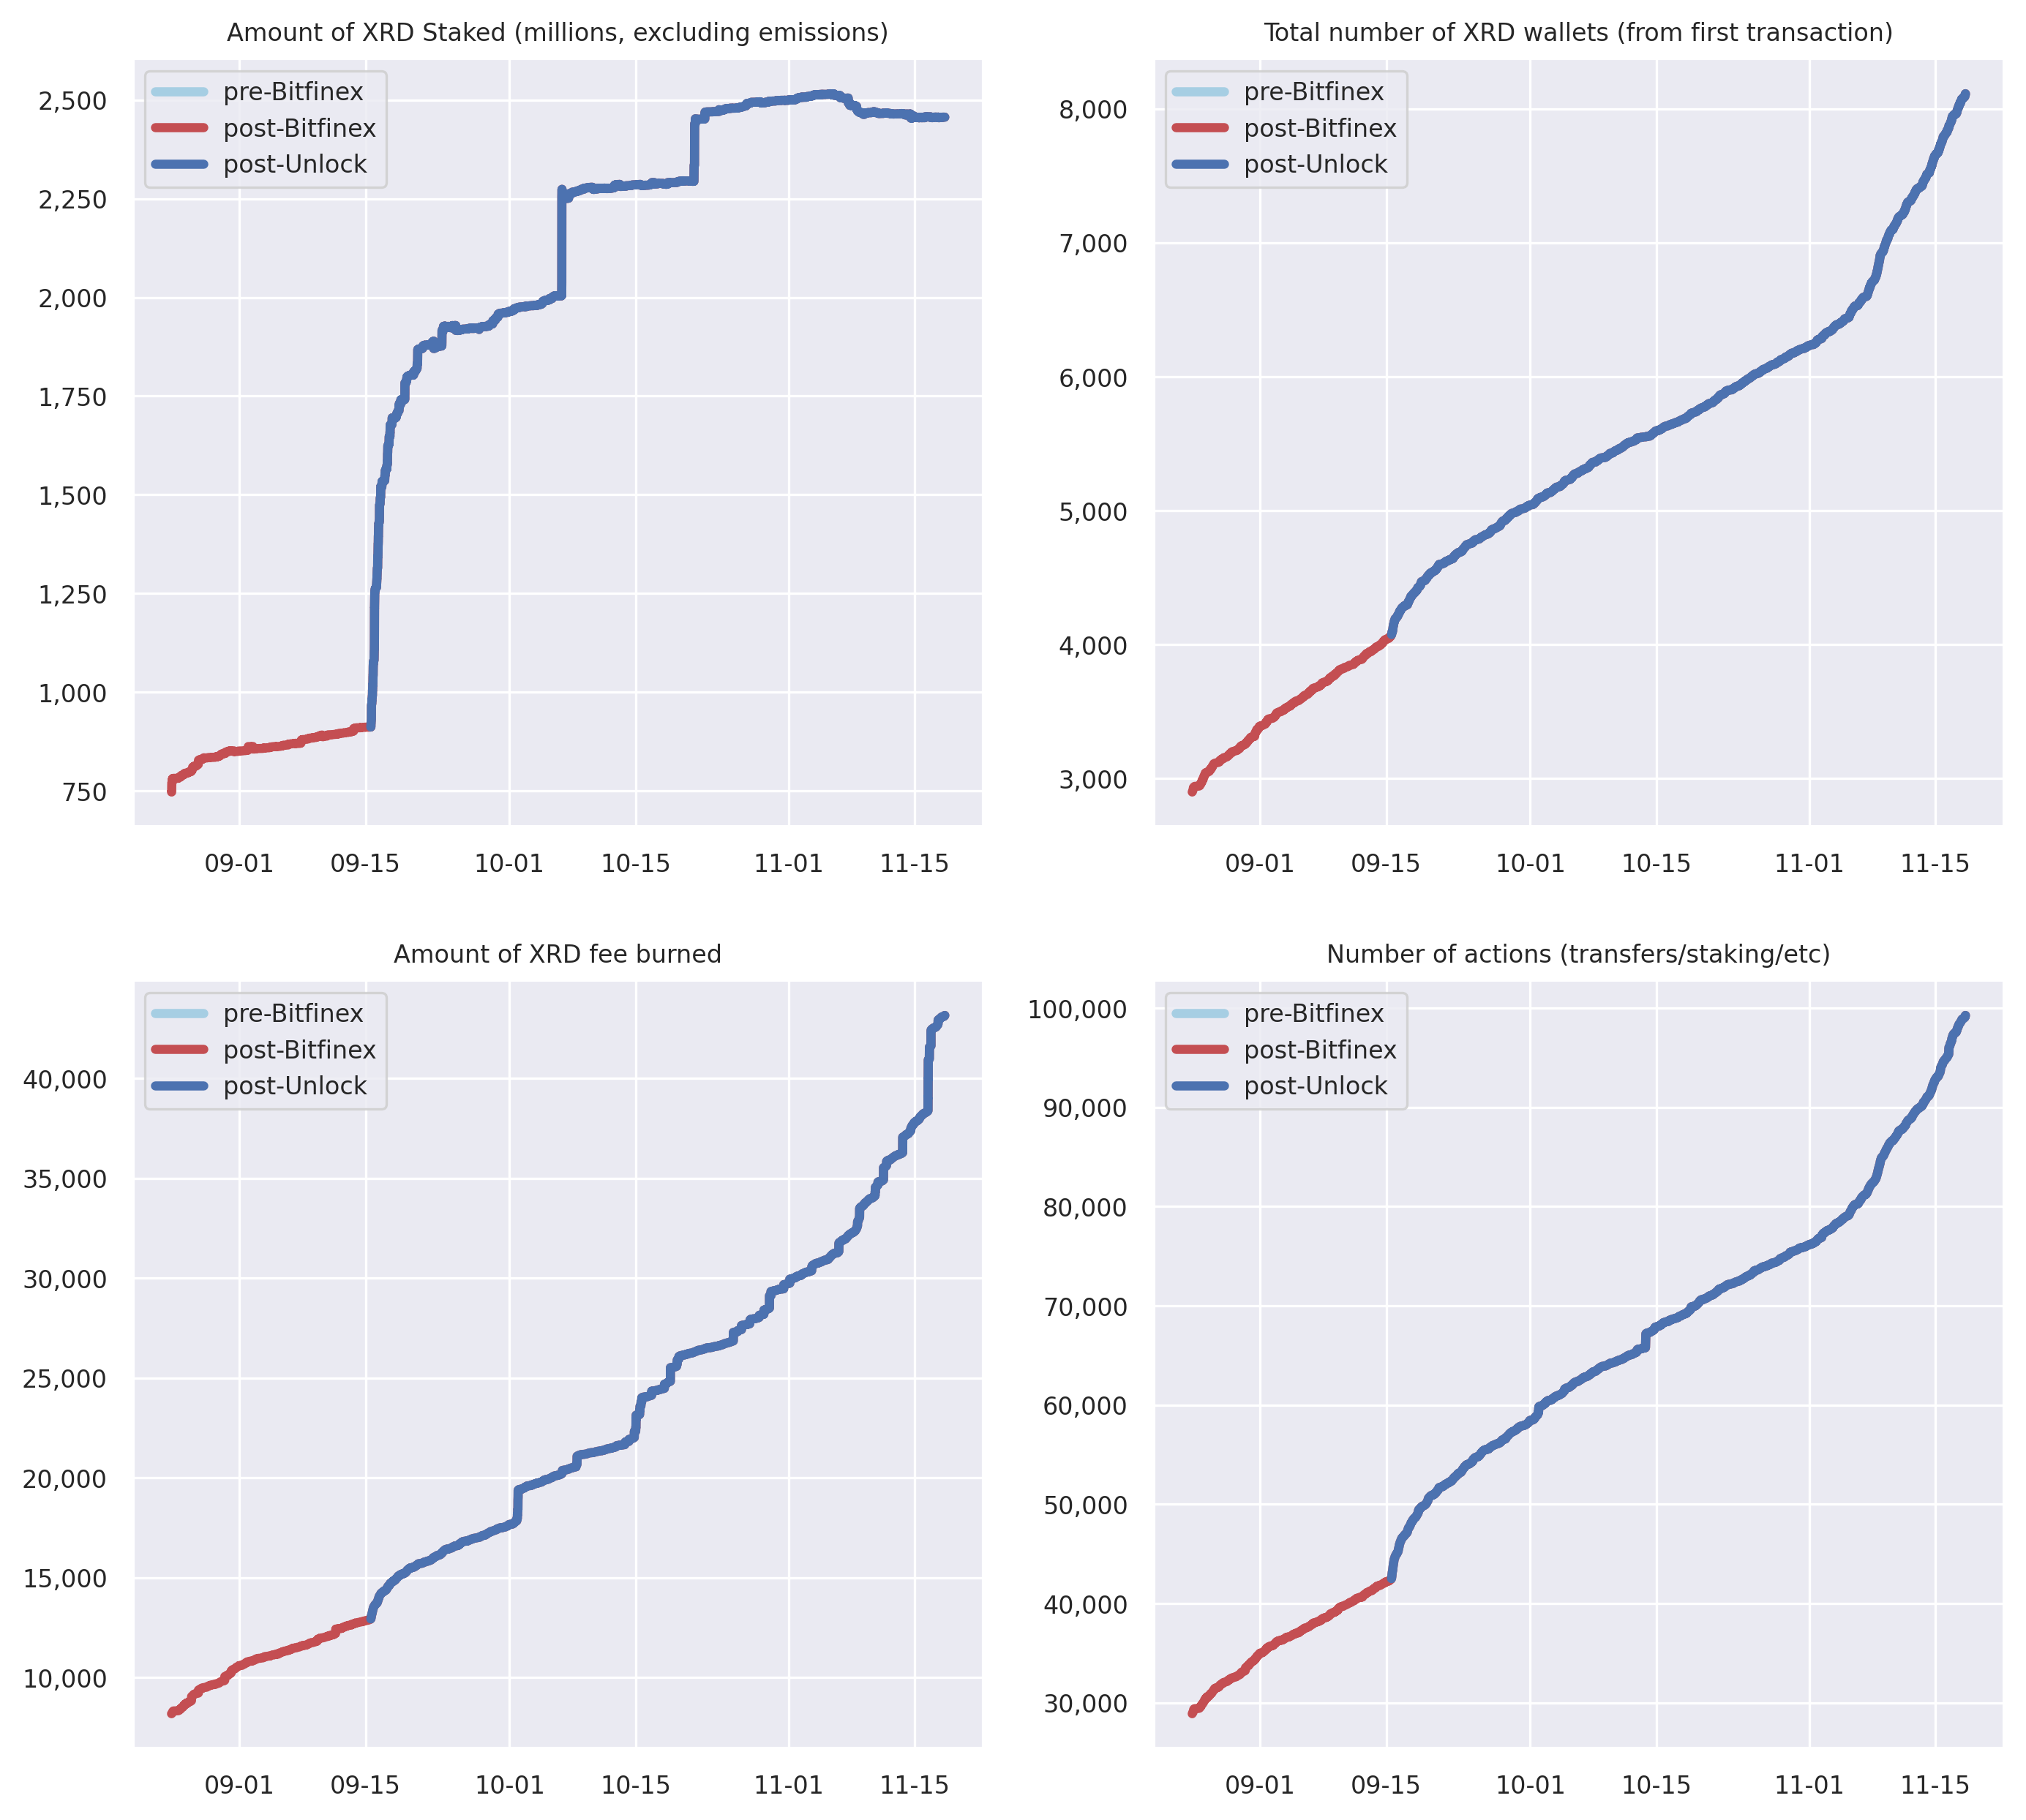 Amount of XRD Staked (millions, excluding emissions)
pre-Bitfinex
post-Bitfinex
post-Unlock
2,500
2,250
2,000
1,750
1,500
1,250
1,000
750
09-01 09-15 10-01 10-15 11-01 11-15
Total number of XRD wallets (from first transaction)
pre-Bitfinex
post-Bitfinex
post-Unlock
8,000
7,000
6,000
5,000
4,000
3,000
09-01 09-15 10-01 10-15 11-01 11-15
Amount of XRD fee burned
pre-Bitfinex
post-Bitfinex
post-Unlock
40,000
35,000
30,000
25,000
20,000
15,000
10,000
09-01 09-15 10-01 10-15 11-01 11-15
Number of actions (transfers/staking/etc)
pre-Bitfinex
post-Bitfinex
post-Unlock
100,000
90,000
80,000
70,000
60,000
50,000
40,000
30,000
09-01 09-15 10-01 10-15 11-01 11-15